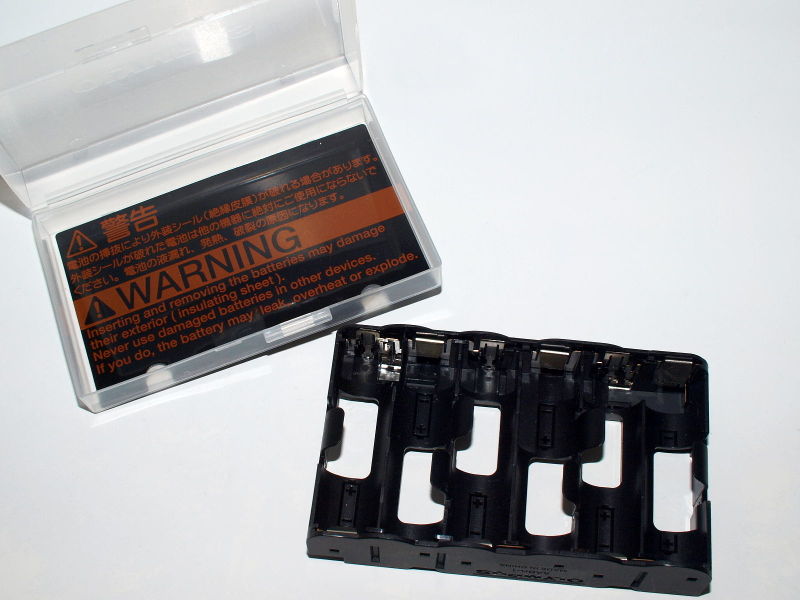 警告
電池の挿抜により外装シール(絶縁皮膜)が破れる場合があります。
外装シールが破れた電池は他の機器に絶対にご使用にならないで
ください。電池の液漏れ、発熱、破裂の原因になります。
WARNING
Inserting and removing the batteries may damage
their exterior ( insulating sheet ).
Never use damaged batteries in other devices.
If you do, the battery may leak, overheat or explode.
OLYMPUS
MADE IN CHINA